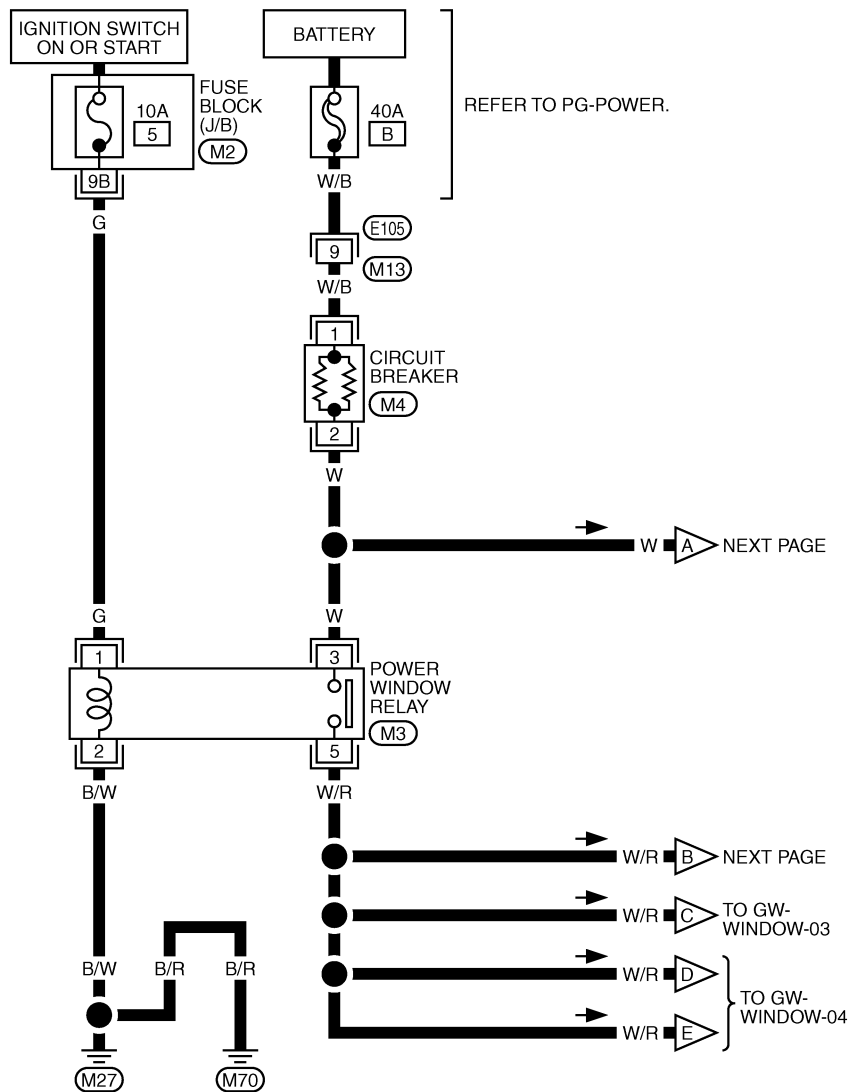 IGNITION SWITCH
ON OR START
BATTERY
FUSE
BLOCK
(J/B)
M2
10A
5
40A
B
REFER TO PG-POWER.
9B
W/B
G
E105
9
M13
W/B
1
CIRCUIT
BREAKER
M4
2
W
W
A
NEXT PAGE
G
W
1
3
POWER
WINDOW
RELAY
M3
2
5
B/W
W/R
W/R
B
NEXT PAGE
W/R
C
TO GW-
WINDOW-03
B/W
B/R
B/R
W/R
D
TO GW-
WINDOW-04
W/R
E
M27
M70